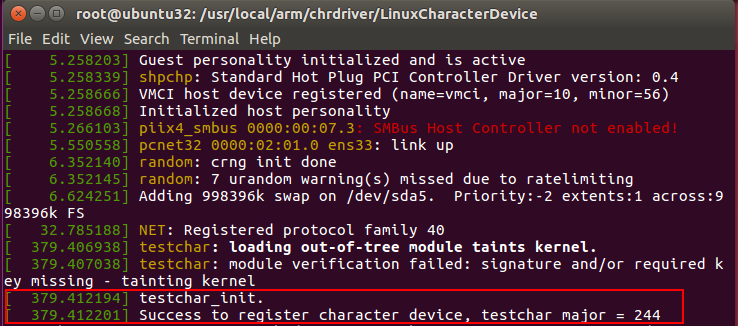 root@ubuntu32: /usr/local/arm/chrdriver/LinuxCharacterDevice
File Edit View Search Terminal Help
[    5.258203] Guest personality initialized and is active
[    5.258339] shpchp: Standard Hot Plug PCI Controller Driver version: 0.4
[    5.258666] VMCI host device registered (name=vmci, major=10, minor=56)
[    5.258668] Initialized host personality
[    5.266103] piix4_smbus 0000:00:07.3: SMBus Host Controller not enabled!
[    5.550558] pcnet32 0000:02:01.0 ens33: link up
[    6.352140] random: crng init done
[    6.352145] random: 7 urandom warning(s) missed due to ratelimiting
[    6.624251] Adding 998396k swap on /dev/sda5.  Priority:-2 extents:1 across:9
98396k FS
[   32.785188] NET: Registered protocol family 40
[  379.406938] testchar: loading out-of-tree module taints kernel.
[  379.407038] testchar: module verification failed: signature and/or required k
ey missing - tainting kernel
[  379.412194] testchar_init.
[  379.412201] Success to register character device, testchar major = 244